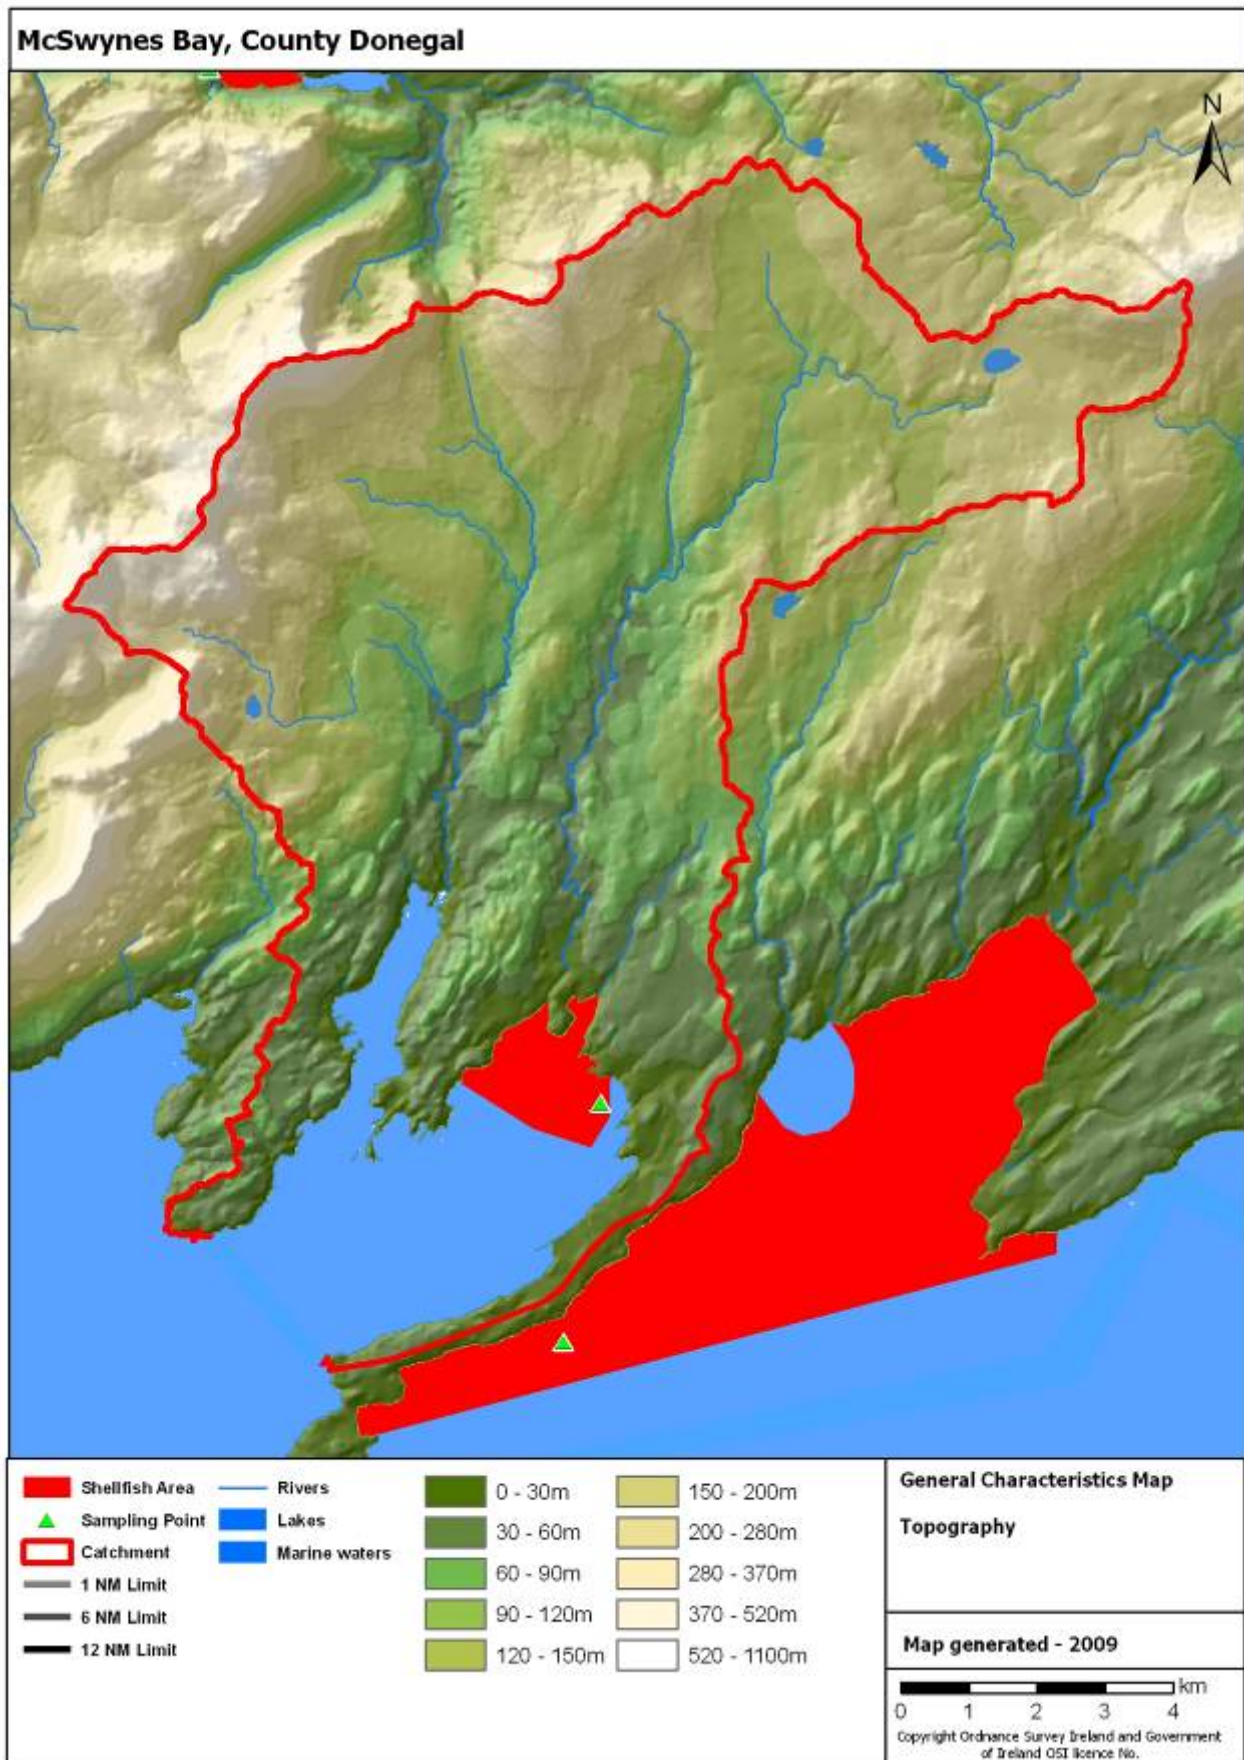 McSwynes Bay, County Donegal
N
Shellfish Area
Sampling Point
Catchment
1 NM Limit
6 NM Limit
12 NM Limit
Rivers
Lakes
Marine waters
0 - 30m
30 - 60m
60 - 90m
90 - 120m
120 - 150m
150 - 200m
200 - 280m
280 - 370m
370 - 520m
520 - 1100m
General Characteristics Map
Topography
Map generated - 2009
km
0 1 2 3 4
Copyright Ordnance Survey Ireland and Government
of Ireland OSI licence No.